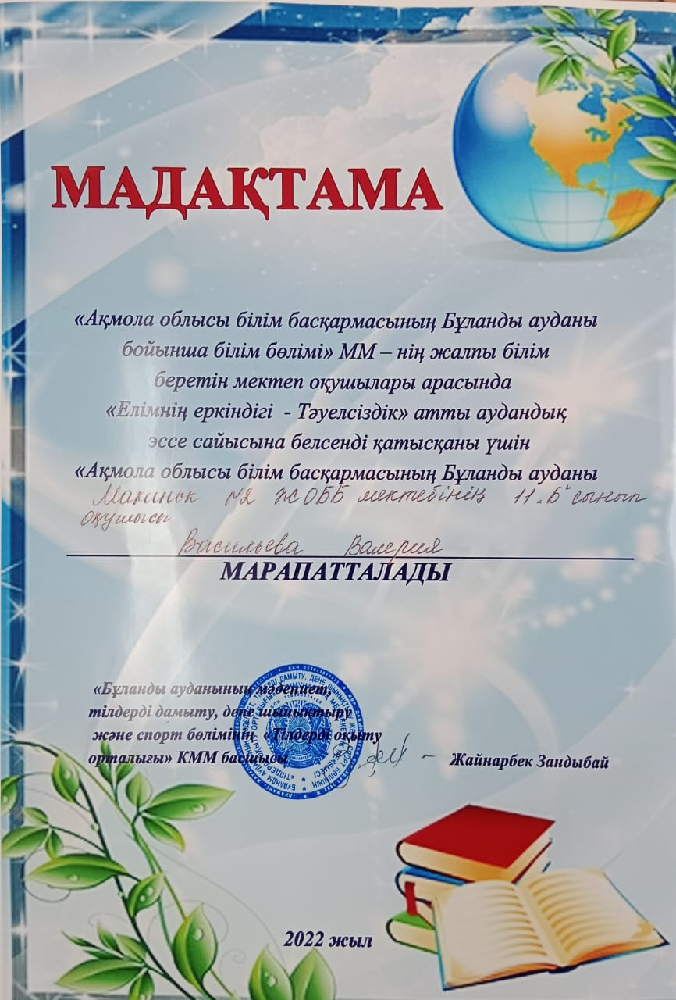 МАДАҚТАМА
«Ақмола облысы білім басқармасының Бұланды ауданы
бойынша білім бөлімі» ММ – нің жалпы білім
беретін мектеп оқушылары арасында
«Елімнің еркіндігі - Тәуелсіздік» атты аудандық
эссе сайысына белсенді қатысқаны үшін
«Ақмола облысы білім басқармасының Бұланды ауданы
Макинск №2 ЖОББ мектебінің 11 „Б" сынып
оқушысы
Васильева Валерия
МАРАПАТТАЛАДЫ
«Бұланды ауданының мәдениет,
тілдерді дамыту, дене шынықтыру
және спорт бөлімінің «Тілдерді оқыту
орталығы» КММ басшысы
Жайнарбек Зандыбай
2022 жыл